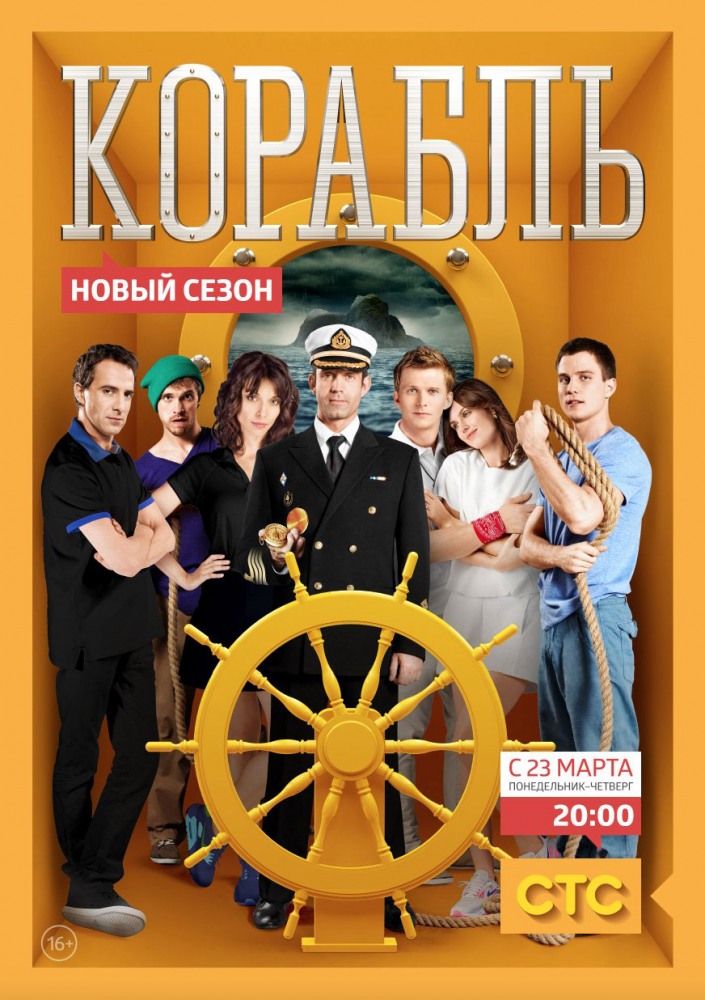 КОРАБЛЬ
НОВЫЙ СЕЗОН
С 23 МАРТА
ПОНЕДЕЛЬНИК-ЧЕТВЕРГ
20:00
СТС
16+